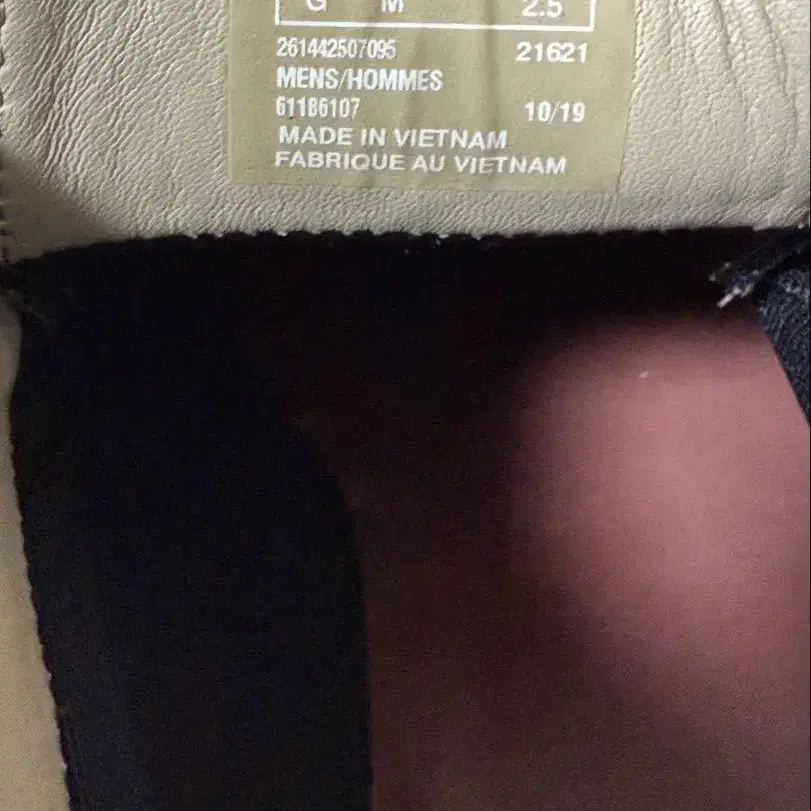 G M 2.5
261442507095 21621
MENS/HOMMES
61186107 10/19
MADE IN VIETNAM
FABRIQUE AU VIETNAM